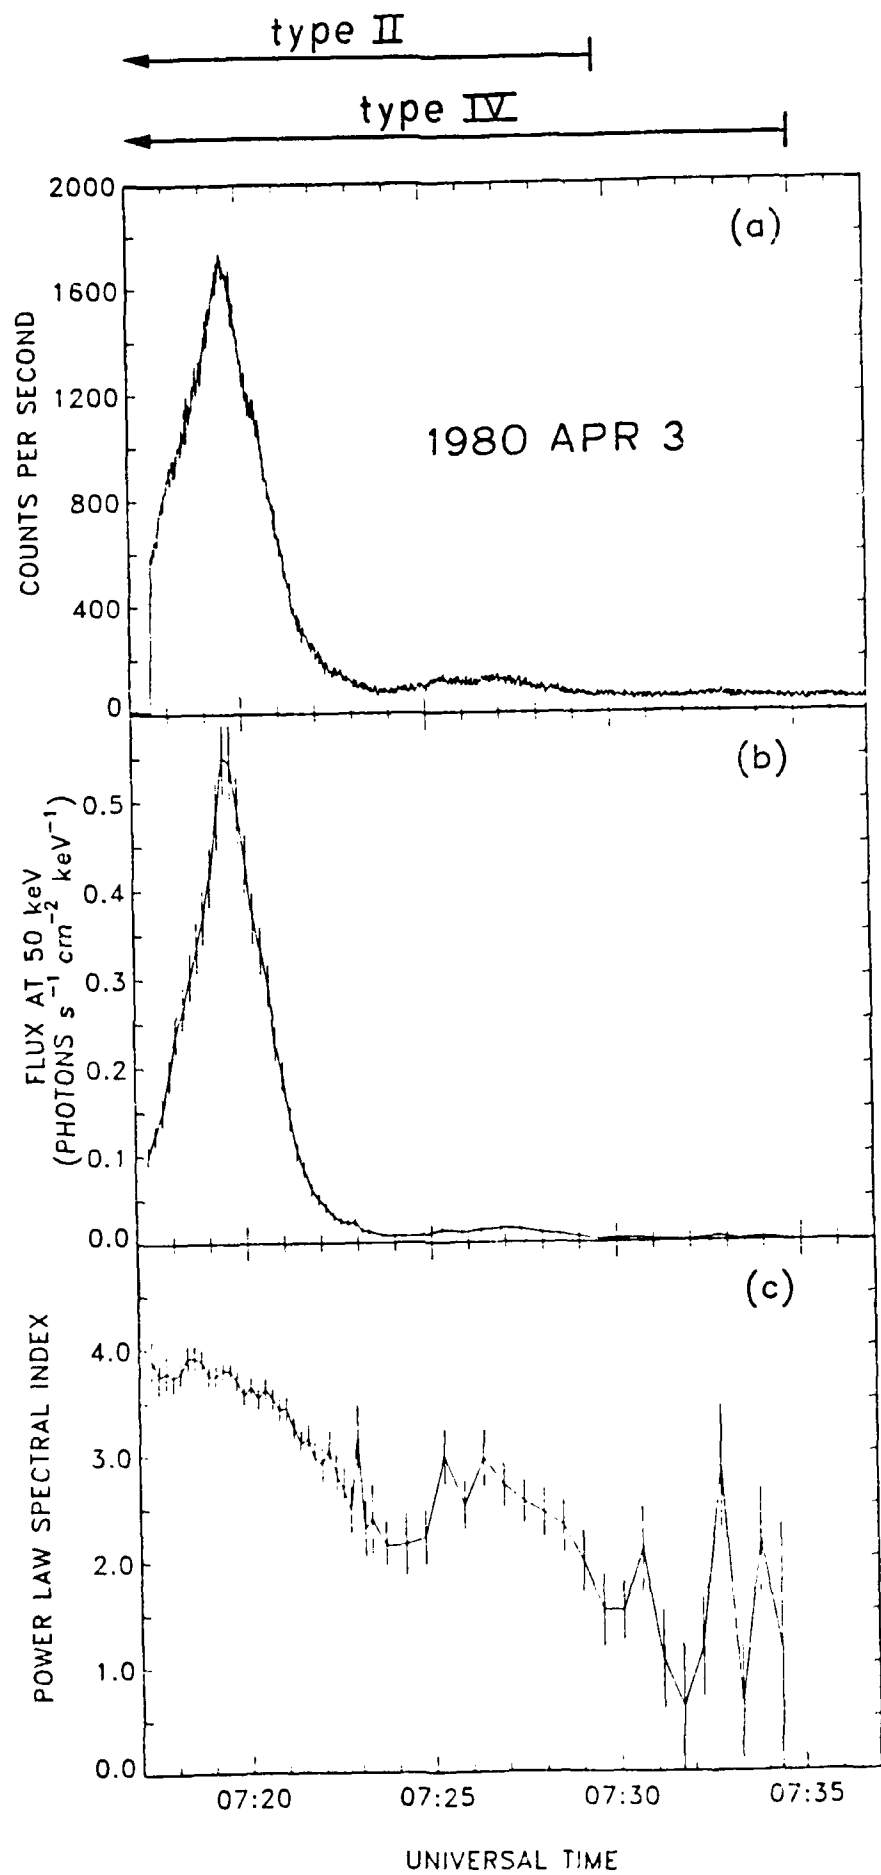 type II
type IV
2000
(a)
1600
1200
1980 APR 3
800
400
0
COUNTS PER SECOND
(b)
0.5
0.4
0.3
0.2
0.1
0.0
FLUX AT 50 keV
(PHOTONS s⁻¹ cm⁻² keV⁻¹)
(c)
4.0
3.0
2.0
1.0
0.0
POWER LAW SPECTRAL INDEX
07:20 07:25 07:30 07:35
UNIVERSAL TIME